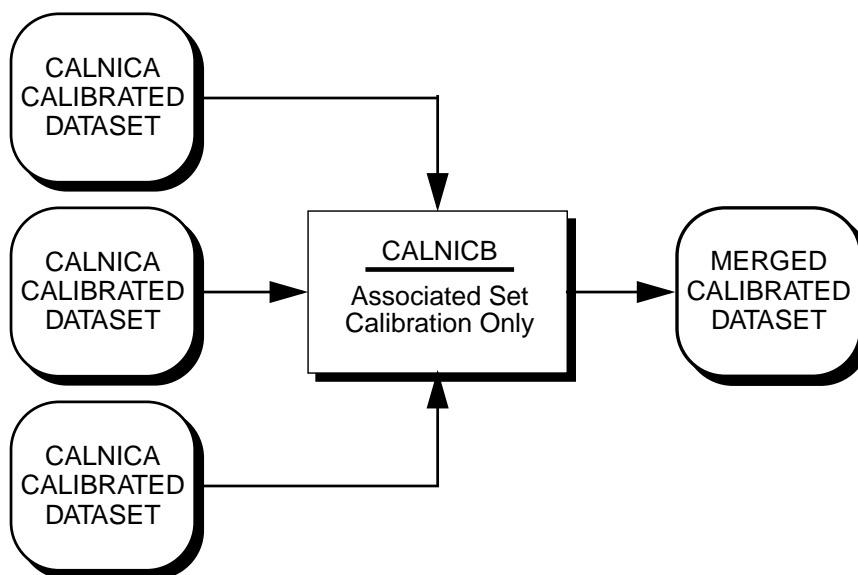 CALNICA
CALIBRATED
DATASET
CALNICA
CALIBRATED
DATASET
CALNICA
CALIBRATED
DATASET
CALNICB
Associated Set
Calibration Only
MERGED
CALIBRATED
DATASET